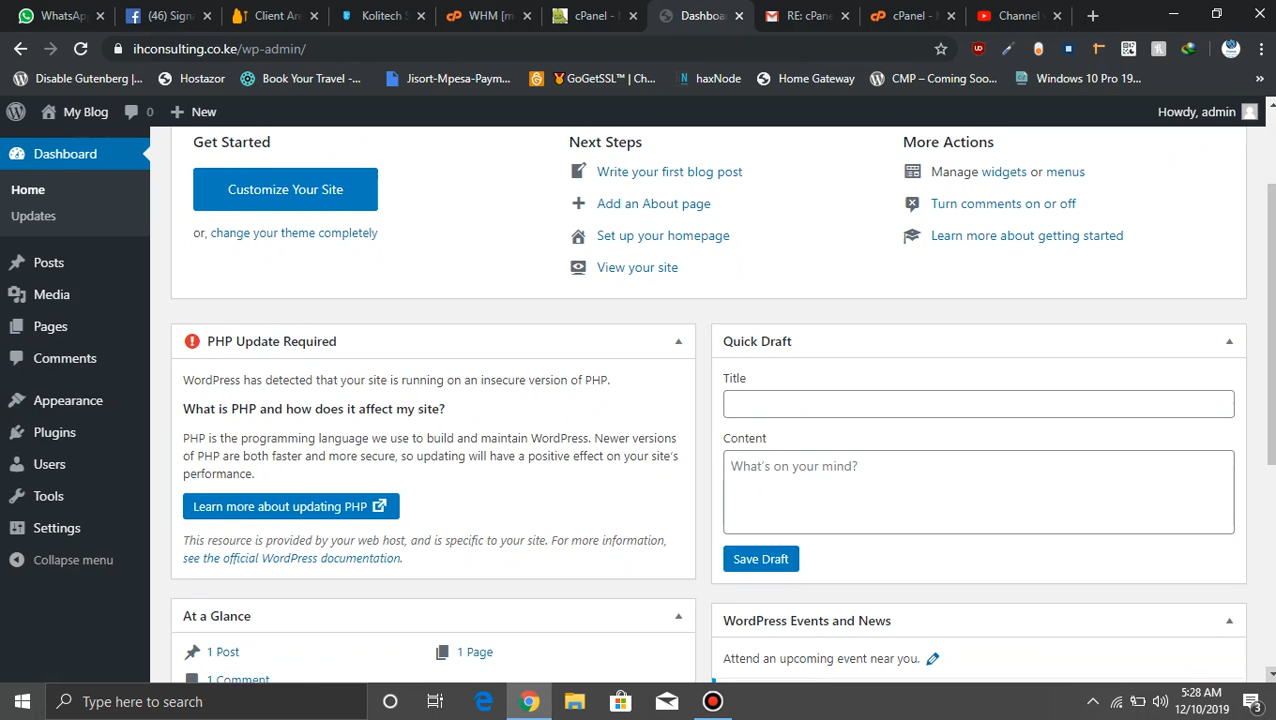 WhatsApp
(46) Signa
Client Are
Kolitech S
WHM [m
cPanel - M
Dashboa
RE: cPane
cPanel - M
Channel v
ihconsulting.co.ke/wp-admin/
Disable Gutenberg |...
Hostazor
Book Your Travel -...
Jisort-Mpesa-Paym...
GoGetSSL™ | Ch...
haxNode
Home Gateway
CMP – Coming Soo...
Windows 10 Pro 19...
»
My Blog
0
New
Howdy, admin
Dashboard
Home
Updates
Posts
Media
Pages
Comments
Appearance
Plugins
Users
Tools
Settings
Collapse menu
Get Started
Customize Your Site
or, change your theme completely
Next Steps
Write your first blog post
Add an About page
Set up your homepage
View your site
More Actions
Manage widgets or menus
Turn comments on or off
Learn more about getting started
PHP Update Required
WordPress has detected that your site is running on an insecure version of PHP.
What is PHP and how does it affect my site?
PHP is the programming language we use to build and maintain WordPress. Newer versions
of PHP are both faster and more secure, so updating will have a positive effect on your site's
performance.
Learn more about updating PHP
This resource is provided by your web host, and is specific to your site. For more information,
see the official WordPress documentation.
At a Glance
1 Post
1 Page
1 Comment
Quick Draft
Title
Content
What's on your mind?
Save Draft
WordPress Events and News
Attend an upcoming event near you.
Type here to search
5:28 AM
12/10/2019
3